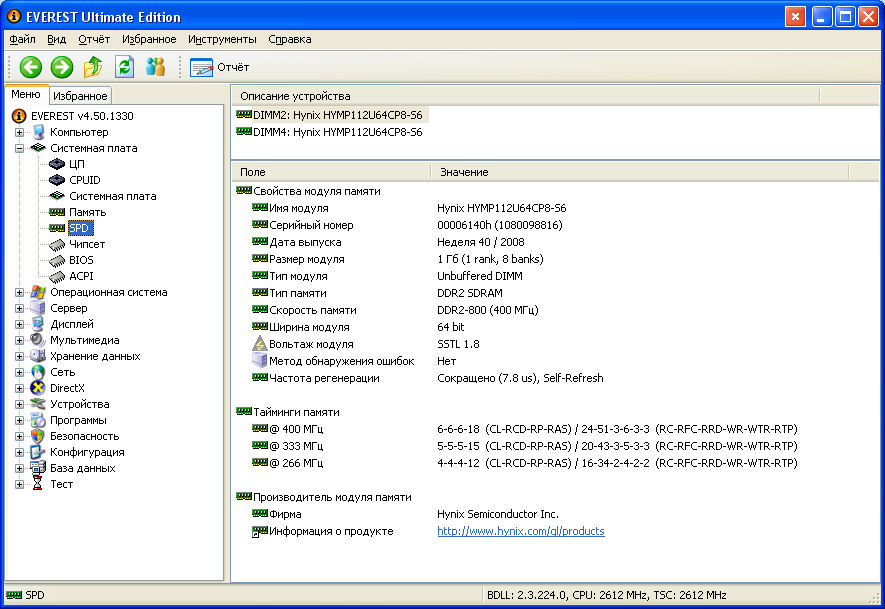 EVEREST Ultimate Edition
Файл Вид Отчёт Избранное Инструменты Справка
Отчёт
Меню Избранное
EVEREST v4.50.1330
Компьютер
Системная плата
ЦП
CPUID
Системная плата
Память
SPD
Чипсет
BIOS
ACPI
Операционная система
Сервер
Дисплей
Мультимедиа
Хранение данных
Сеть
DirectX
Устройства
Программы
Безопасность
Конфигурация
База данных
Тест
Описание устройства
DIMM2: Hynix HYMP112U64CP8-S6
DIMM4: Hynix HYMP112U64CP8-S6
Поле Значение
Свойства модуля памяти
Имя модуля Hynix HYMP112U64CP8-S6
Серийный номер 00006140h (1080098816)
Дата выпуска Неделя 40 / 2008
Размер модуля 1 Гб (1 rank, 8 banks)
Тип модуля Unbuffered DIMM
Тип памяти DDR2 SDRAM
Скорость памяти DDR2-800 (400 МГц)
Ширина модуля 64 bit
Вольтаж модуля SSTL 1.8
Метод обнаружения ошибок Нет
Частота регенерации Сокращено (7.8 us), Self-Refresh
Тайминги памяти
@ 400 МГц 6-6-6-18 (CL-RCD-RP-RAS) / 24-51-3-6-3-3 (RC-RFC-RRD-WR-WTR-RTP)
@ 333 МГц 5-5-5-15 (CL-RCD-RP-RAS) / 20-43-3-5-3-3 (RC-RFC-RRD-WR-WTR-RTP)
@ 266 МГц 4-4-4-12 (CL-RCD-RP-RAS) / 16-34-2-4-2-2 (RC-RFC-RRD-WR-WTR-RTP)
Производитель модуля памяти
Фирма Hynix Semiconductor Inc.
Информация о продукте http://www.hynix.com/gl/products
SPD BDLL: 2.3.224.0, CPU: 2612 MHz, TSC: 2612 MHz